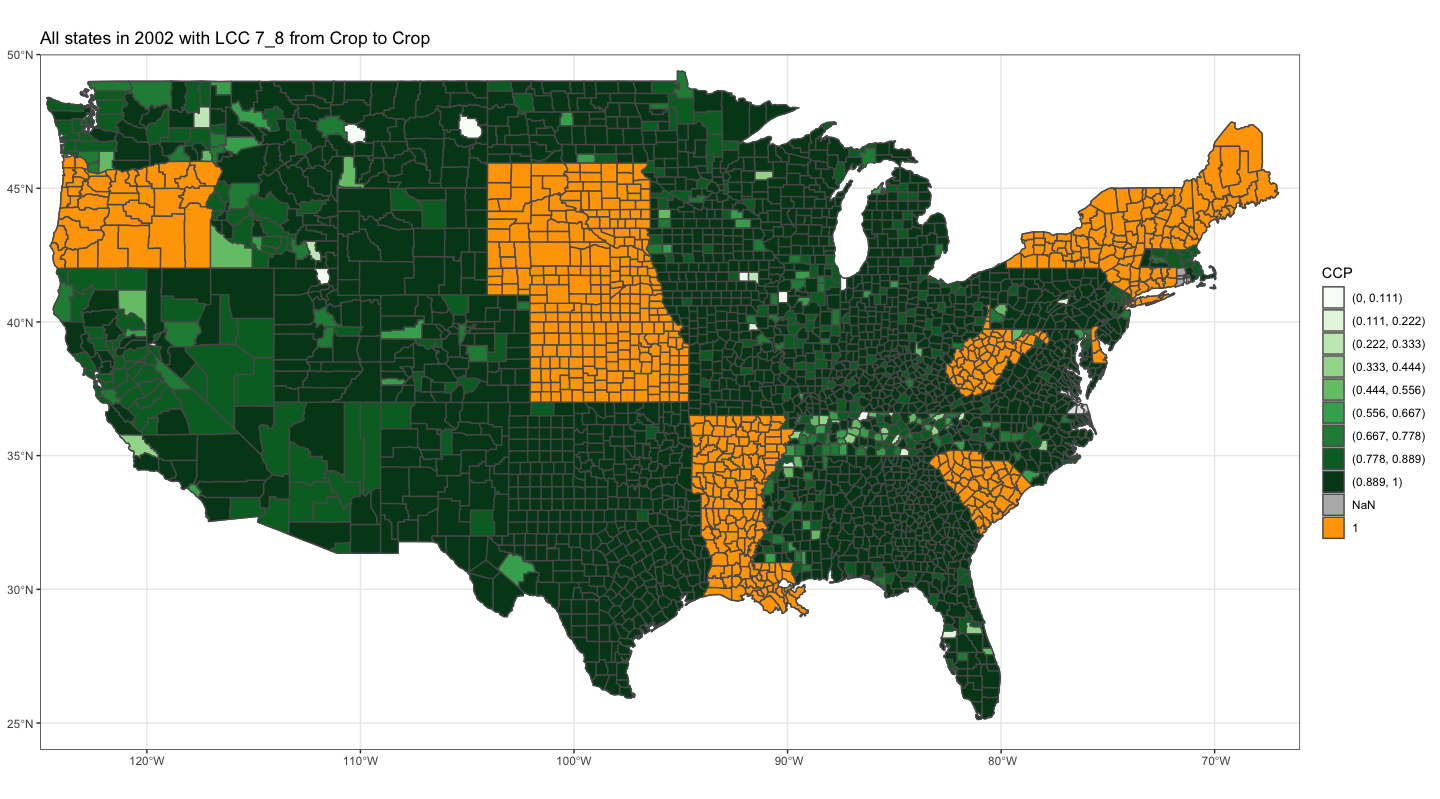 All states in 2002 with LCC 7_8 from Crop to Crop
50°N
45°N
40°N
35°N
30°N
25°N
120°W
110°W
100°W
90°W
80°W
70°W
CCP
(0, 0.111)
(0.111, 0.222)
(0.222, 0.333)
(0.333, 0.444)
(0.444, 0.556)
(0.556, 0.667)
(0.667, 0.778)
(0.778, 0.889)
(0.889, 1)
NaN
1